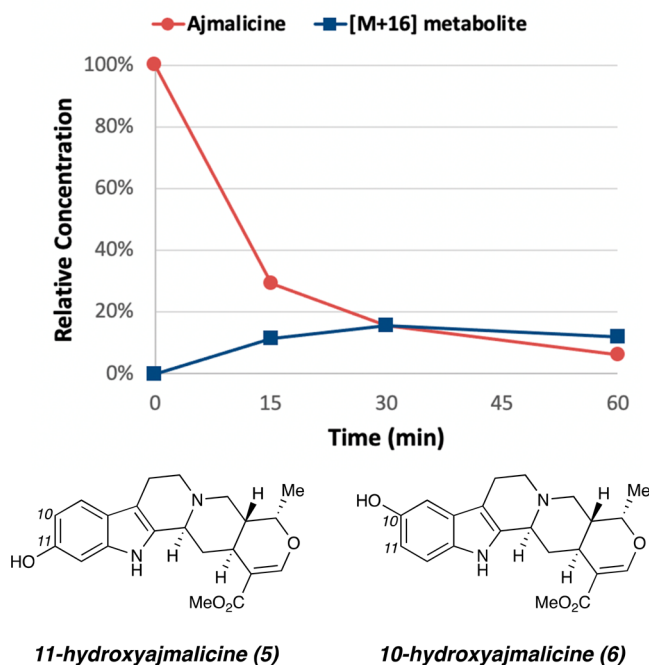 Ajmalicine [M+16] metabolite
100%
80%
60%
40%
20%
0%
Relative Concentration
0 15 30 45 60
Time (min)
10
11
HO
N
H
N
H
H
H
Me
O
MeO₂C
HO
10
11
N
H
N
H
H
H
Me
O
MeO₂C
11-hydroxyajmalicine (5) 10-hydroxyajmalicine (6)